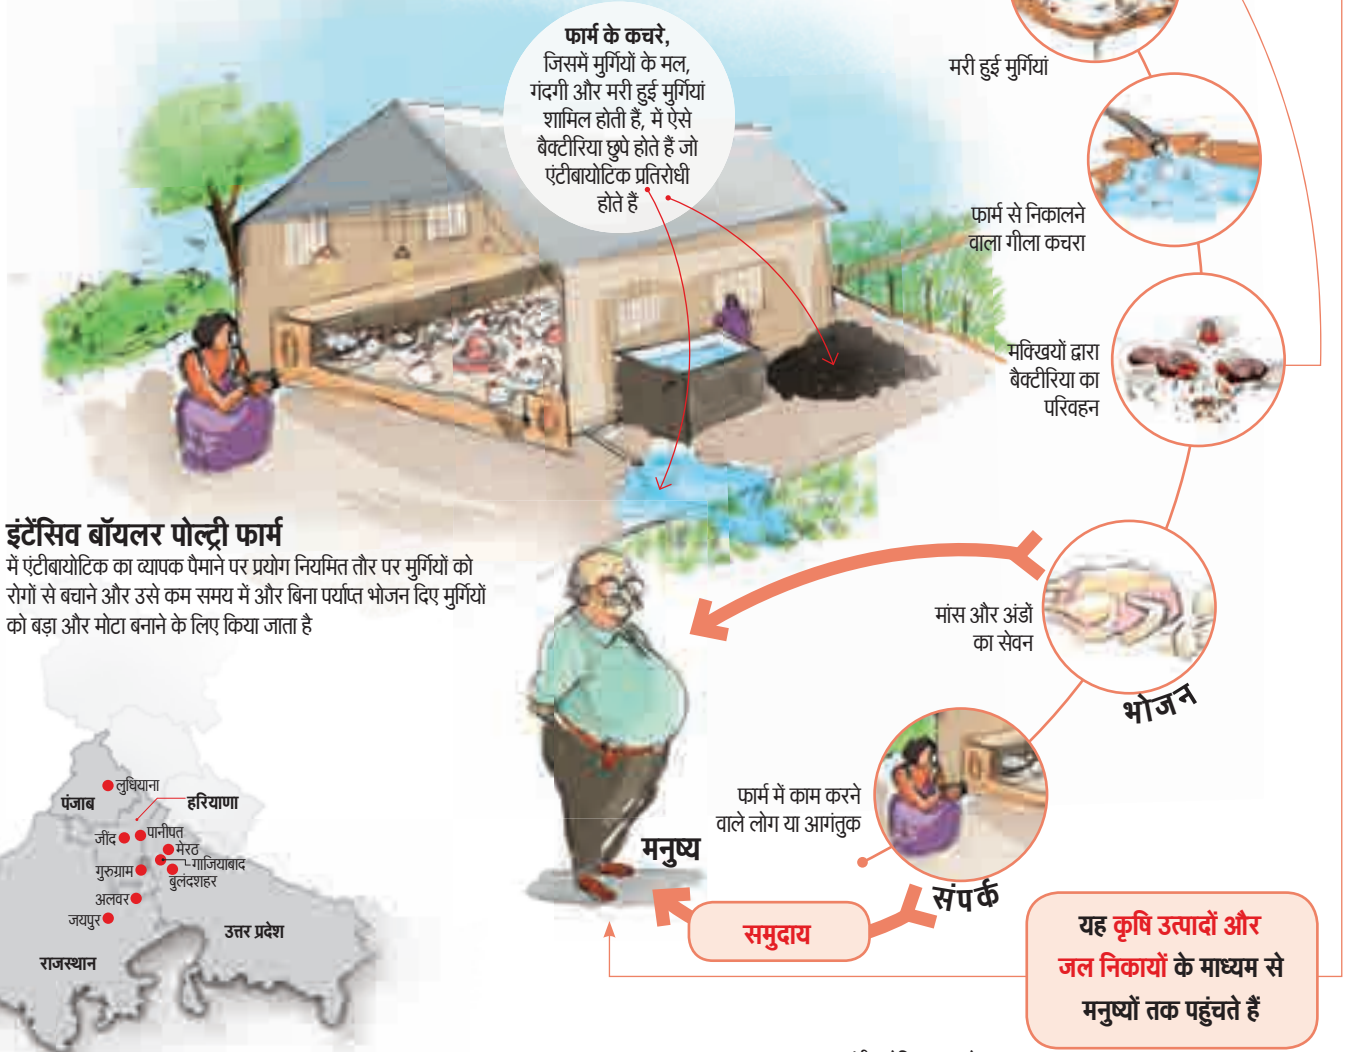 फार्म के कचरे,
जिसमें मुर्गियों के मल,
गंदगी और मरी हुई मुर्गियां
शामिल होती हैं, में ऐसे
बैक्टीरिया छुपे होते हैं जो
एंटीबायोटिक प्रतिरोधी
होते हैं
मरी हुई मुर्गियां
फार्म से निकालने
वाला गीला कचरा
मक्खियों द्वारा
बैक्टीरिया का
परिवहन
इंटेंसिव बॉयलर पोल्ट्री फार्म
में एंटीबायोटिक का व्यापक पैमाने पर प्रयोग नियमित तौर पर मुर्गियों को
रोगों से बचाने और उसे कम समय में और बिना पर्याप्त भोजन दिए मुर्गियों
को बड़ा और मोटा बनाने के लिए किया जाता है
मांस और अंडों
का सेवन
भोजन
फार्म में काम करने
वाले लोग या आगंतुक
संपर्क
मनुष्य
समुदाय
यह कृषि उत्पादों और
जल निकायों के माध्यम से
मनुष्यों तक पहुंचते हैं
लुधियाना
पंजाब
हरियाणा
जींद
पानीपत
मेरठ
गाजियाबाद
गुरुग्राम
बुलंदशहर
अलवर
जयपुर
उत्तर प्रदेश
राजस्थान